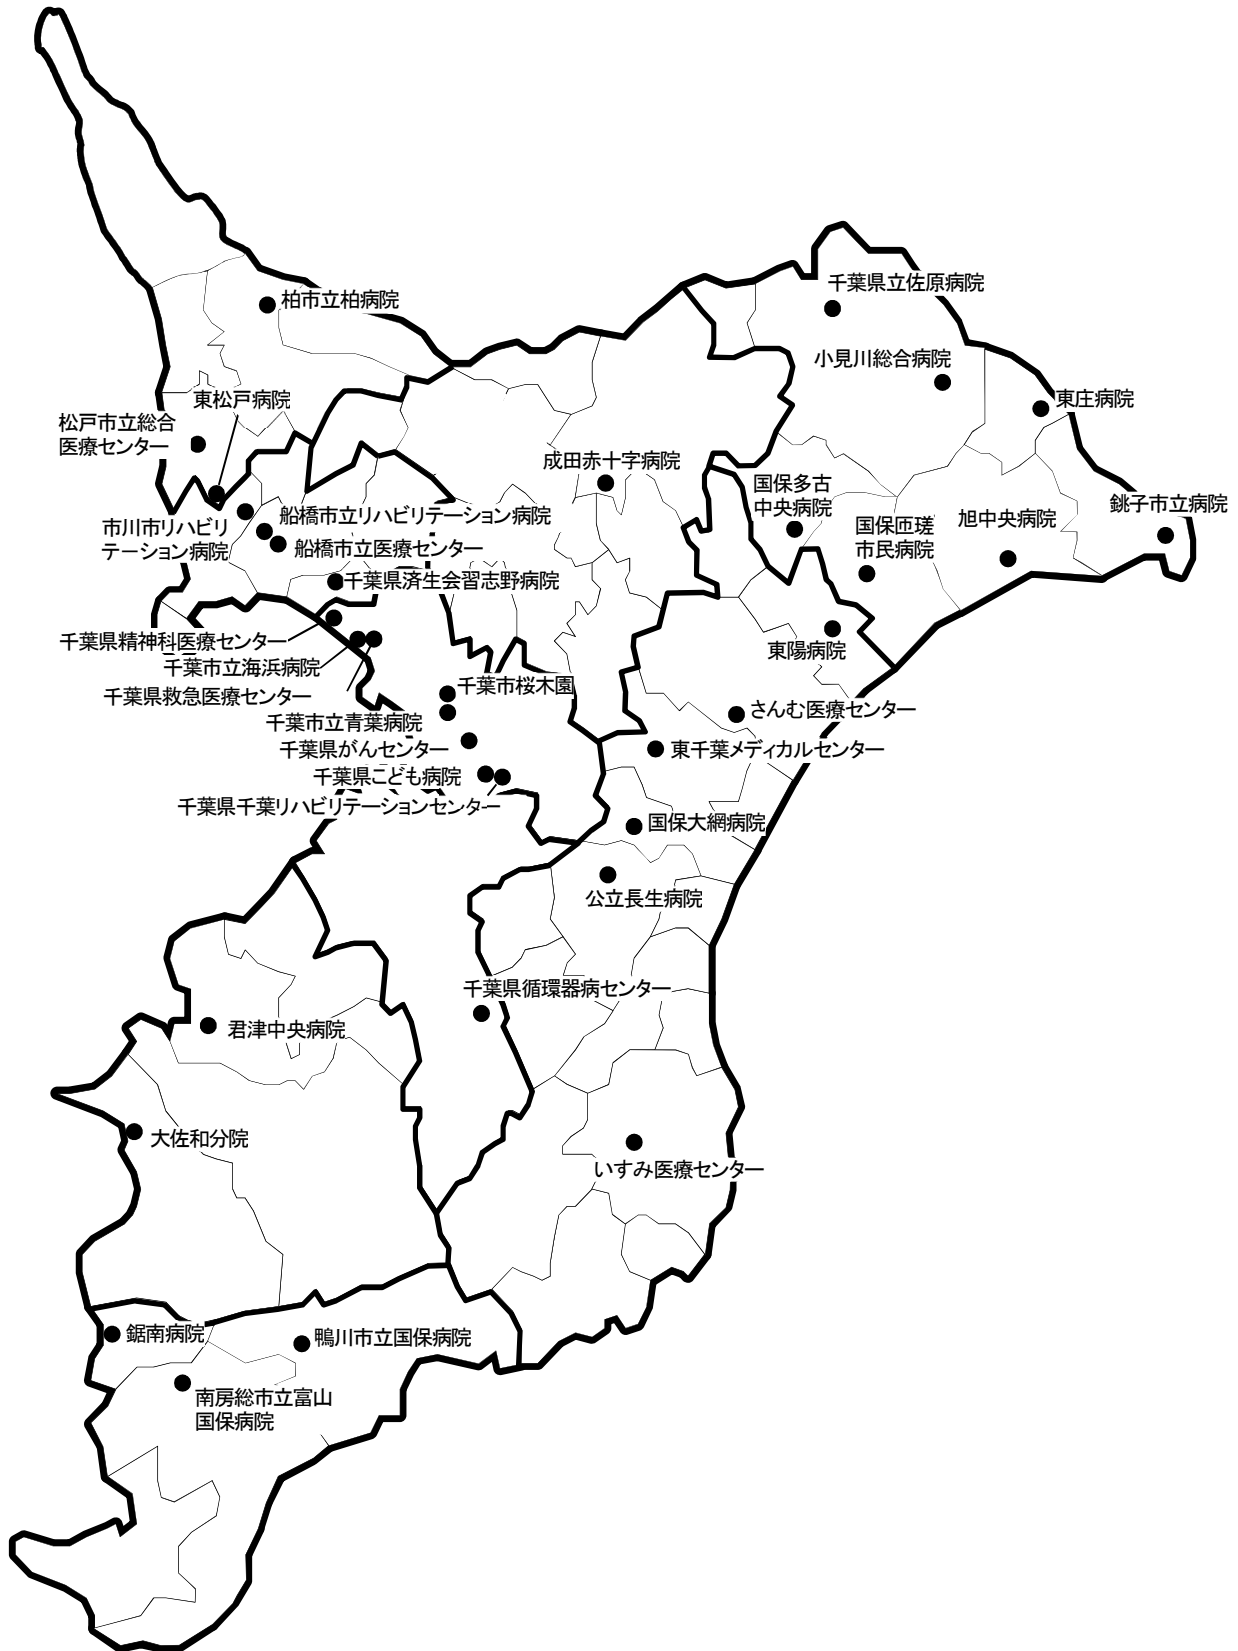 千葉県立佐原病院
柏市立柏病院
小見川総合病院
東松戸病院
東庄病院
松戸市立総合
医療センター
成田赤十字病院
国保多古
中央病院
銚子市立病院
市川市リハビリ
テーション病院
船橋市立リハビリテーション病院
国保匝瑳
市民病院
旭中央病院
船橋市立医療センター
千葉県済生会習志野病院
千葉県精神科医療センター
東陽病院
千葉市立海浜病院
千葉市桜木園
千葉県救急医療センター
さんむ医療センター
千葉市立青葉病院
千葉県がんセンター
東千葉メディカルセンター
千葉県こども病院
千葉県千葉リハビリテーションセンター
国保大網病院
公立長生病院
千葉県循環器病センター
君津中央病院
大佐和分院
いすみ医療センター
鋸南病院
鴨川市立国保病院
南房総市立富山
国保病院